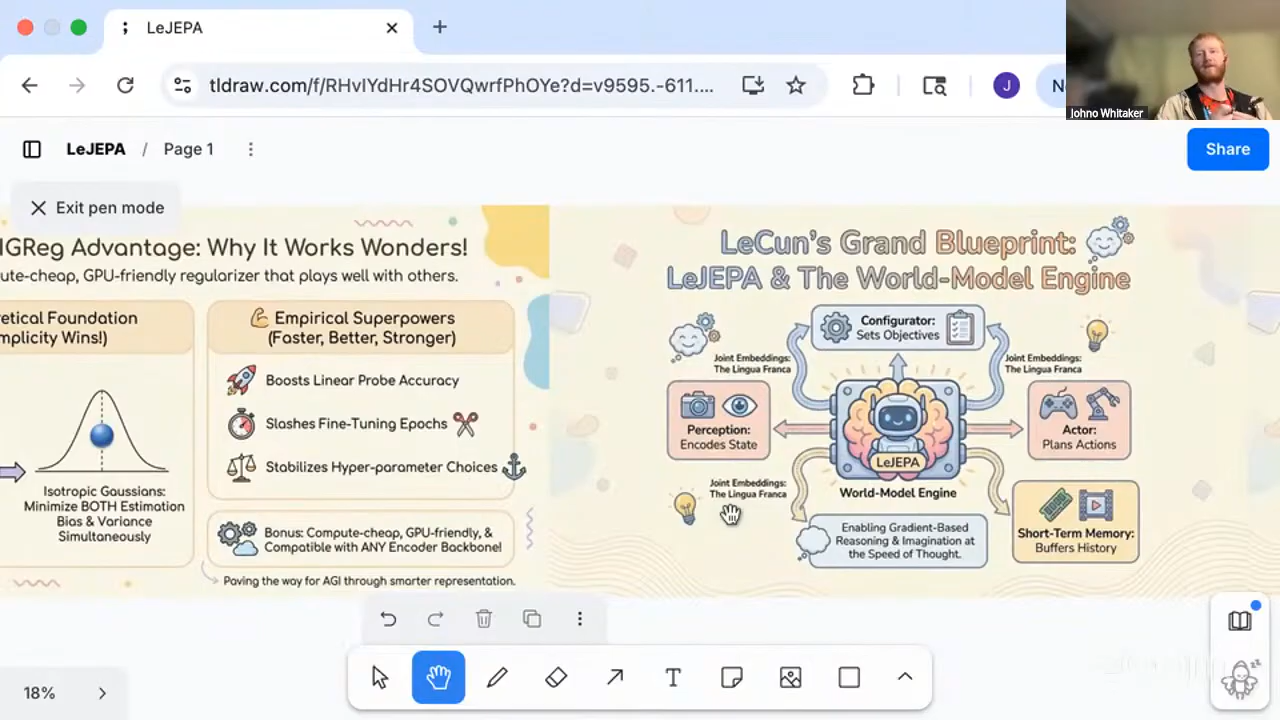 LeJEPA
tldraw.com/f/RHvlYdHr4SOVQwrfPhOYe?d=v9595.-611....
J
Johno Whitaker
LeJEPA / Page 1
Share
Exit pen mode
IGReg Advantage: Why It Works Wonders!
ute-cheap, GPU-friendly regularizer that plays well with others.
retical Foundation
mplicity Wins!)
Isotropic Gaussians:
Minimize BOTH Estimation
Bias & Variance
Simultaneously
Empirical Superpowers
(Faster, Better, Stronger)
Boosts Linear Probe Accuracy
Slashes Fine-Tuning Epochs
Stabilizes Hyper-parameter Choices
Bonus: Compute-cheap, GPU-friendly, &
Compatible with ANY Encoder Backbone!
Paving the way for AGI through smarter representation.
LeCun's Grand Blueprint:
LeJEPA & The World-Model Engine
Configurator:
Sets Objectives
Joint Embeddings:
The Lingua Franca
Joint Embeddings:
The Lingua Franca
Perception:
Encodes State
LeJEPA
World-Model Engine
Actor:
Plans Actions
Joint Embeddings:
The Lingua Franca
Enabling Gradient-Based
Reasoning & Imagination at
the Speed of Thought.
Short-Term Memory:
Buffers History
T
18%